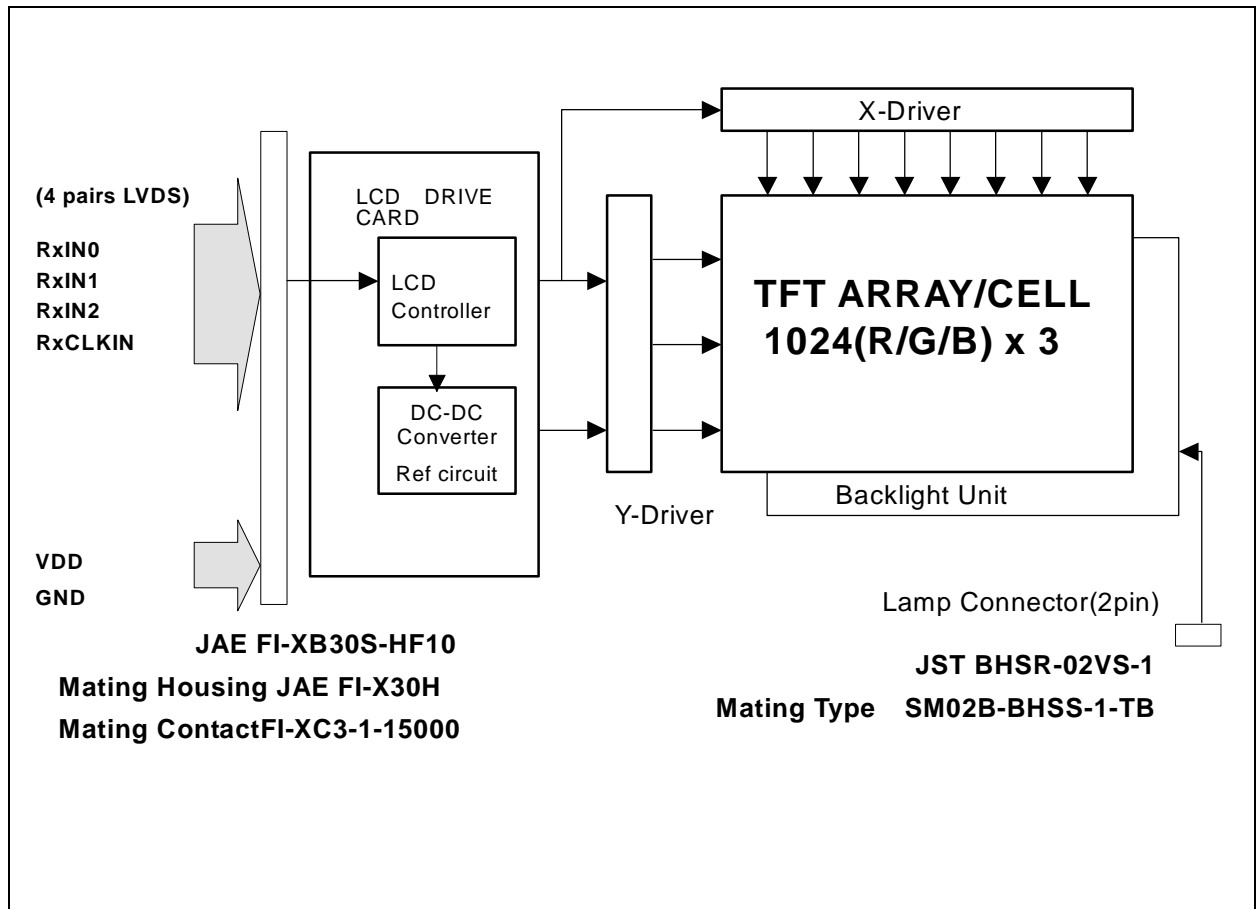 X-Driver
(4 pairs LVDS)
RxIN0
RxIN1
RxIN2
RxCLKIN
LCD DRIVE
CARD
LCD
Controller
DC-DC
Converter
Ref circuit
TFT ARRAY/CELL
1024(R/G/B) x 3
Backlight Unit
Y-Driver
VDD
GND
Lamp Connector(2pin)
JAE FI-XB30S-HF10
Mating Housing JAE FI-X30H
Mating ContactFI-XC3-1-15000
JST BHSR-02VS-1
Mating Type SM02B-BHSS-1-TB